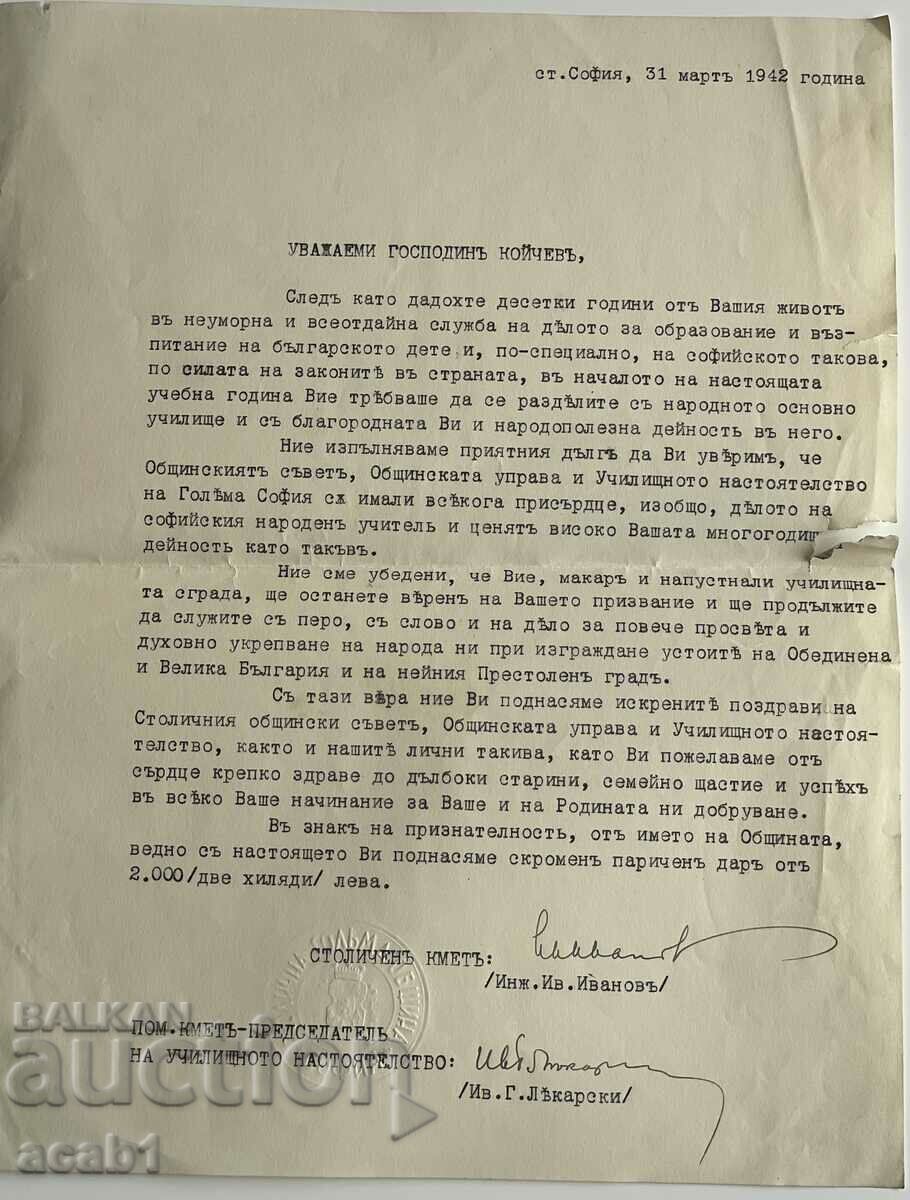 ст.София, 31 мартъ 1942 година
УВАЖАЕМИ ГОСПОДИНЪ КОЙЧЕВЪ,
Следъ като дадохте десетки години отъ Вашия животъ
въ неуморна и всеотдайна служба на дѣлото за образование и въз-
питание на българското дете и, по-специално, на софийското такова,
по силата на законитѣ въ страната, въ началото на настоящата
учебна година Вие трѣбваше да се раздѣлите съ народното основно
училище и съ благородната Ви и народополезна дейность въ него.
Ние изпълняваме приятния дългъ да Ви увѣримъ, че
Общинскиятъ съветъ, Общинската управа и Училищното настоятелство
на Голѣма София сѫ имали всѣкога присърдце, изобщо, дѣлото на
софийския народенъ учитель и ценятъ високо Вашата многогодиш
дейность като такъвъ.
Ние сме убедени, че Вие, макаръ и напустнали училищна-
та сграда, ще останете вѣренъ на Вашето призвание и ще продължите
да служите съ перо, съ слово и на дѣло за повече просвѣта и
духовно укрепване на народа ни при изграждане устоитѣ на Обединена
и Велика България и на нейния Престоленъ градъ.
Съ тази вѣра ние Ви поднасяме искренитѣ поздрави на
Столичния общински съветъ, Общинската управа и Училищното настоя-
телство, както и нашитѣ лични такива, като Ви пожелаваме отъ
сърдце крепко здраве до дълбоки старини, семейно щастие и успѣхъ
въ всѣко Ваше начинание за Ваше и на Родината ни добруване.
Въ знакъ на признателность, отъ името на Общината,
ведно съ настоящето Ви поднасяме скроменъ париченъ даръ отъ
2.000/две хиляди/ лева.
СТОЛИЧЕНЪ КМЕТЪ:
/Инж.Ив.Ивановъ/
ПОМ.КМЕТЪ-ПРЕДСЕДАТЕЛЬ
НА УЧИЛИЩНОТО НАСТОЯТЕЛСТВО:
/Ив.Г.Лѣкарски/
BALKAN
auction
acab1